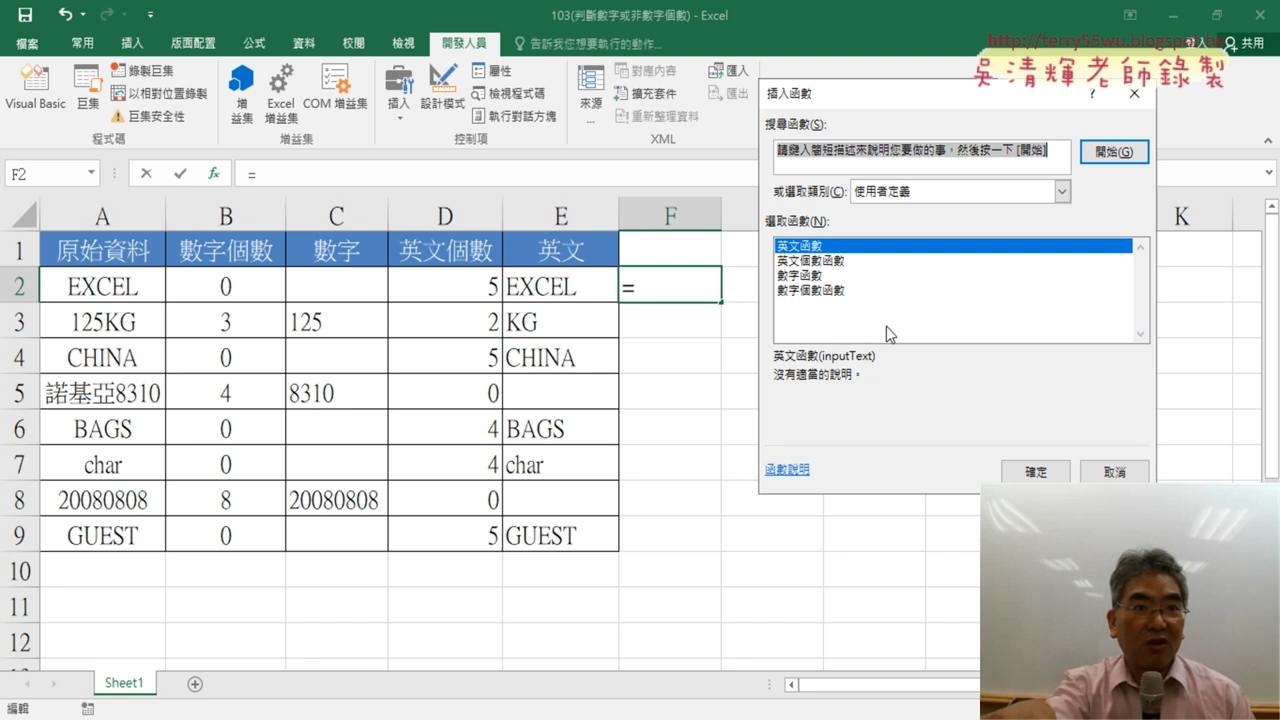 103(判斷數字或非數字個數) - Excel
檔案 常用 插入 版面配置 公式 資料 校閱 檢視 開發人員 告訴我您想要執行的動作... 共用
吳清輝老師錄製
Visual Basic 巨集 錄製巨集 以相對位置錄製 巨集安全性 程式碼
增益集 Excel 增益集 COM 增益集 增益集
插入 設計模式 屬性 檢視程式碼 執行對話方塊 控制項
來源 ... 對應內容 擴充套件 重新整理資料 匯入 匯出 XML
插入函數 ?
搜尋函數(S):
請鍵入簡短描述來說明您要做的事，然後按一下 [開始] 開始(G)
或選取類別(C): 使用者定義
選取函數(N):
英文函數
英文個數函數
數字函數
數字個數函數
英文函數(inputText)
沒有適當的說明。
函數說明 確定 取消
F2 fx =
A B C D E F K
1 原始資料 數字個數 數字 英文個數 英文
2 EXCEL 0 5 EXCEL =
3 125KG 3 125 2 KG
4 CHINA 0 5 CHINA
5 諾基亞8310 4 8310 0
6 BAGS 0 4 BAGS
7 char 0 4 char
8 20080808 8 20080808 0
9 GUEST 0 5 GUEST
10
11
12
Sheet1
編輯